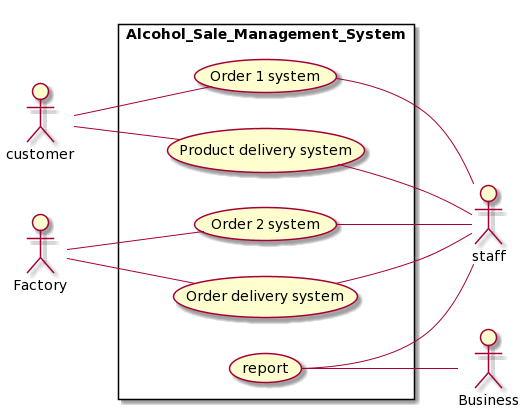 Alcohol_Sale_Management_System
Order 1 system
customer
Product delivery system
Order 2 system
staff
Factory
Order delivery system
report
Business